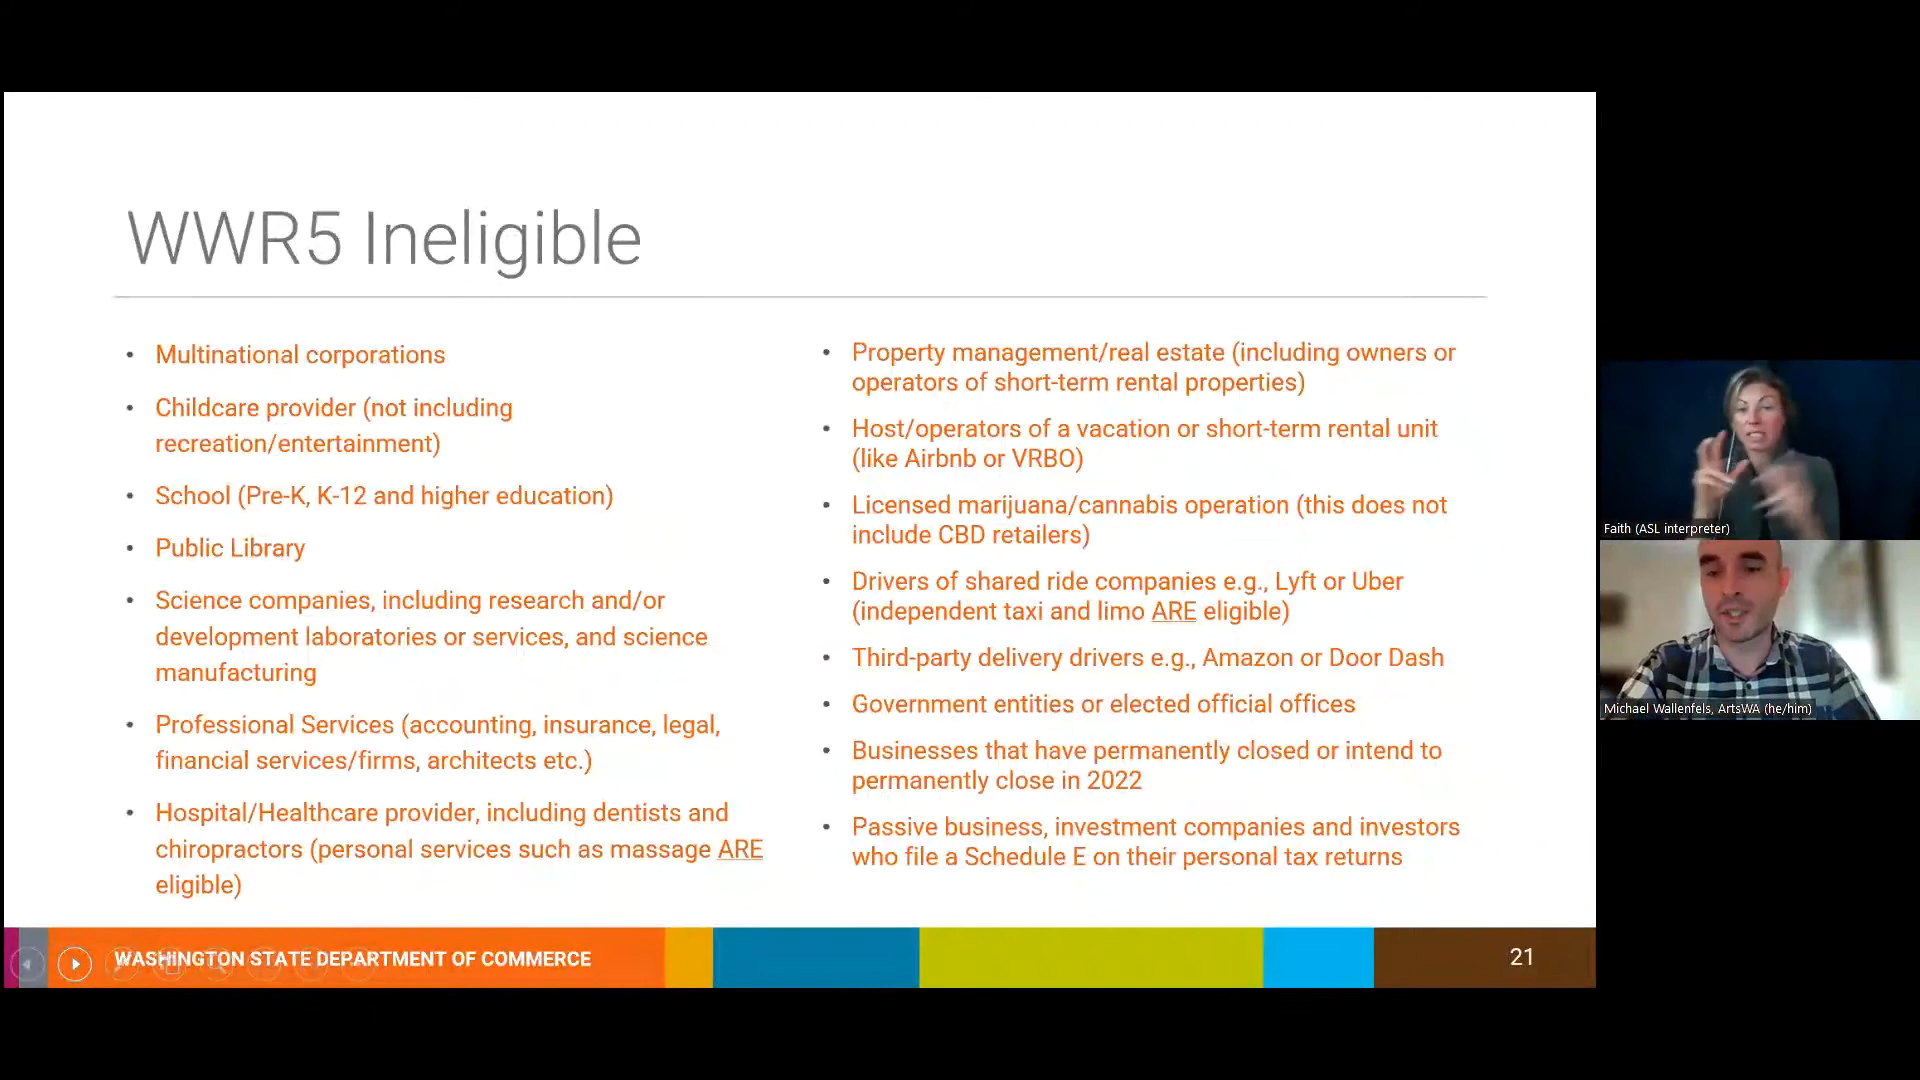 WWR5 Ineligible
• Multinational corporations
• Childcare provider (not including
recreation/entertainment)
• School (Pre-K, K-12 and higher education)
• Public Library
• Science companies, including research and/or
development laboratories or services, and science
manufacturing
• Professional Services (accounting, insurance, legal,
financial services/firms, architects etc.)
• Hospital/Healthcare provider, including dentists and
chiropractors (personal services such as massage ARE
eligible)
• Property management/real estate (including owners or
operators of short-term rental properties)
• Host/operators of a vacation or short-term rental unit
(like Airbnb or VRBO)
• Licensed marijuana/cannabis operation (this does not
include CBD retailers)
• Drivers of shared ride companies e.g., Lyft or Uber
(independent taxi and limo ARE eligible)
• Third-party delivery drivers e.g., Amazon or Door Dash
• Government entities or elected official offices
• Businesses that have permanently closed or intend to
permanently close in 2022
• Passive business, investment companies and investors
who file a Schedule E on their personal tax returns
WASHINGTON STATE DEPARTMENT OF COMMERCE
21
Faith (ASL interpreter)
Michael Wallenfels, ArtsWA (he/him)